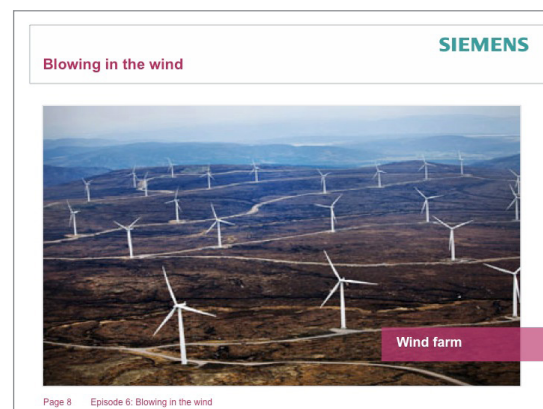 SIEMENS
Blowing in the wind
Wind farm
Page 8 Episode 6: Blowing in the wind